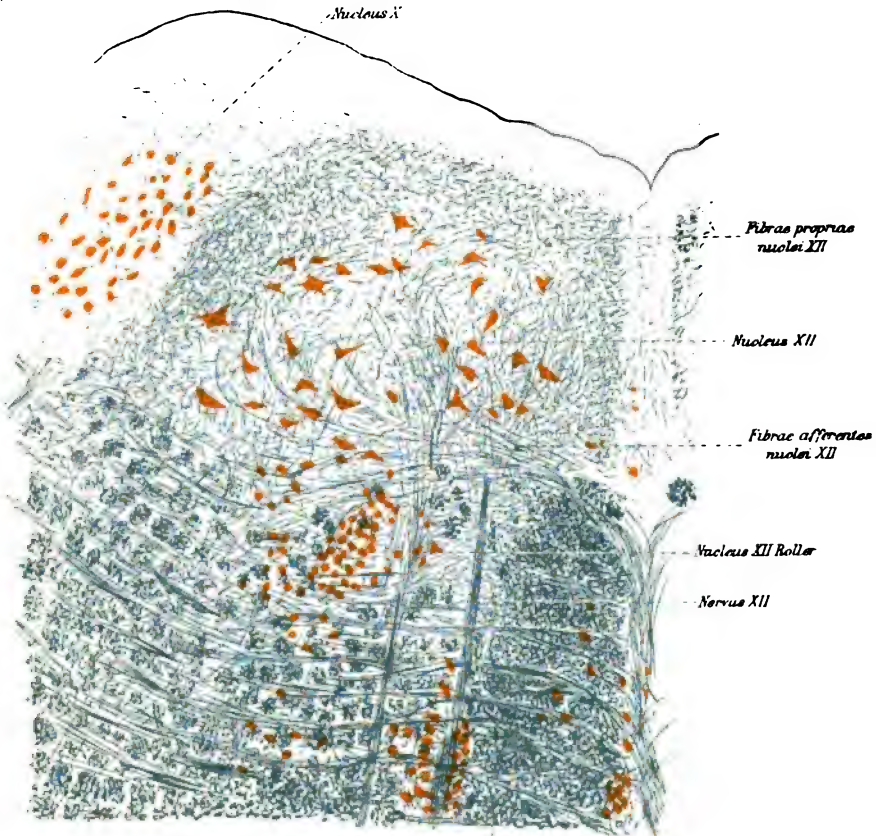 Nucleus X
Fibrae propriae
nuclei XII
Nucleus XII
Fibrae afferentes
nuclei XII
Nucleus XII Roller
Nervus XII